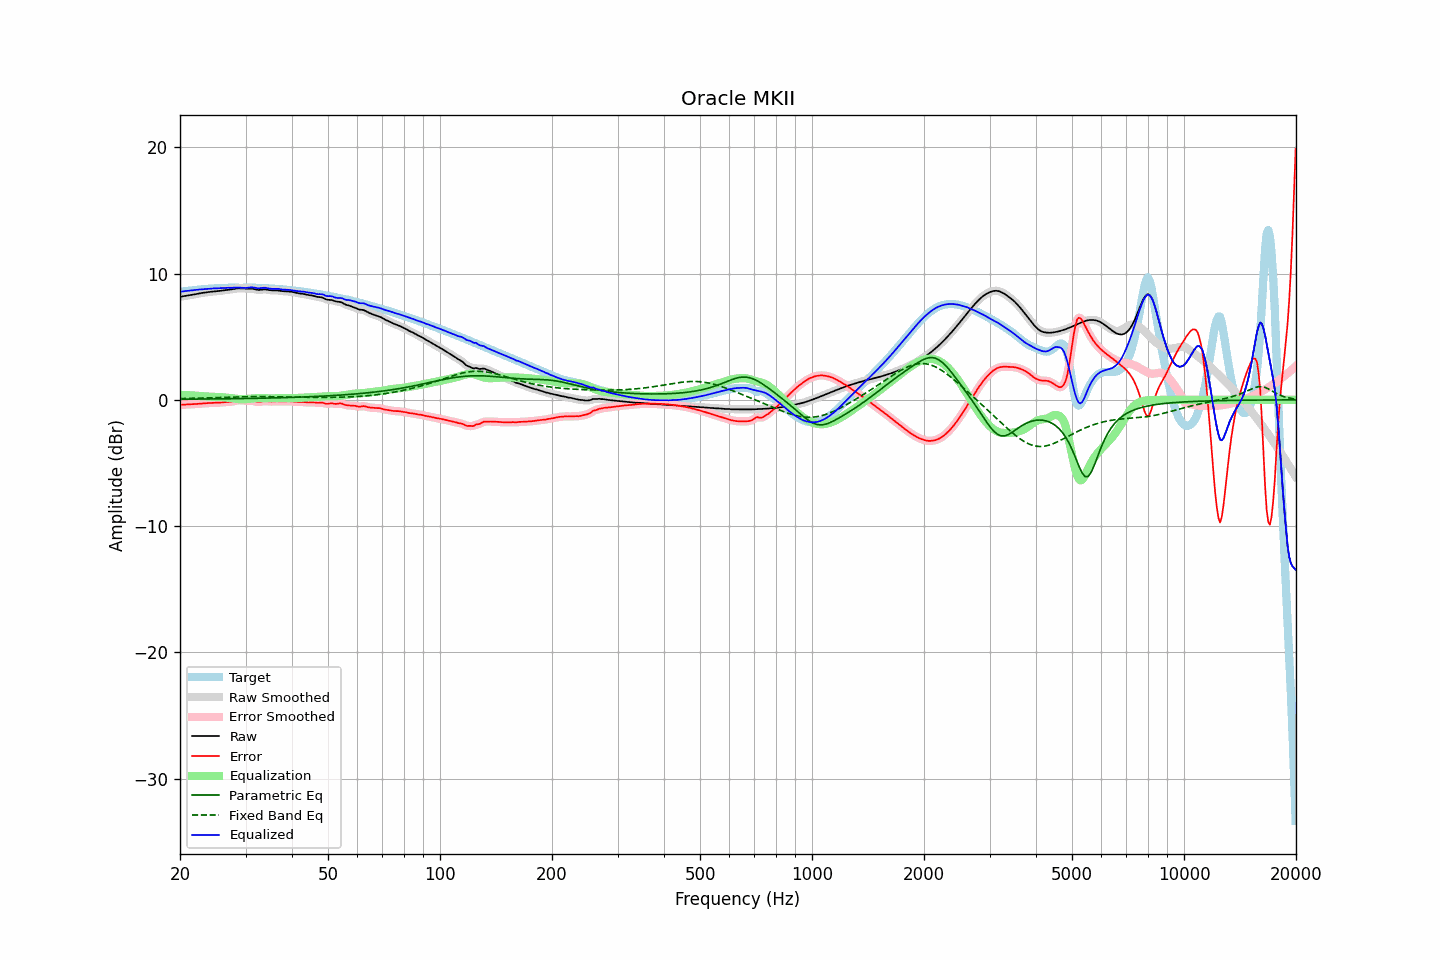 Oracle MKII
20
10
0
−10
−20
−30
Amplitude (dBr)
Target
Raw Smoothed
Error Smoothed
Raw
Error
Equalization
Parametric Eq
Fixed Band Eq
Equalized
20 50 100 200 500 1000 2000 5000 10000 20000
Frequency (Hz)